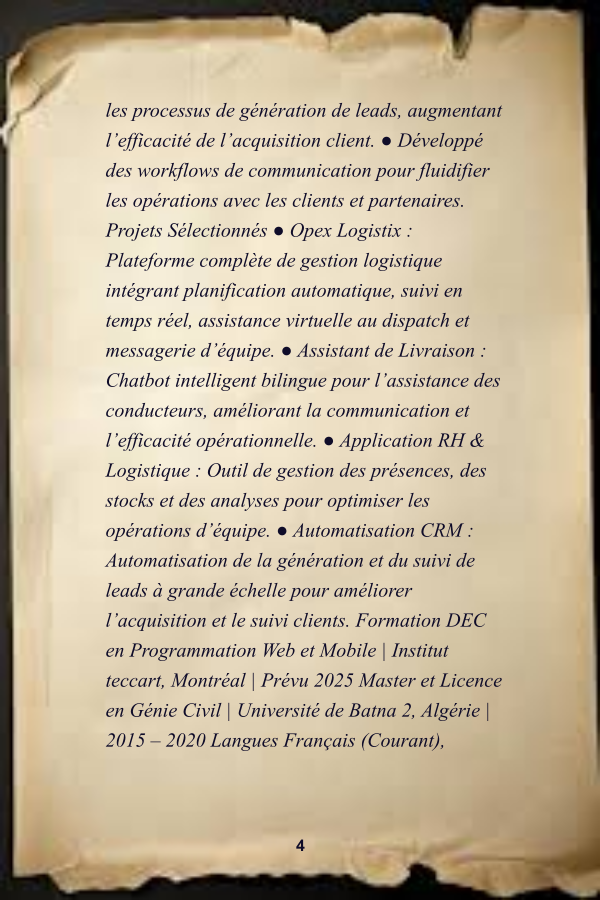 les processus de génération de leads, augmentant
l’efficacité de l’acquisition client. ● Développé
des workflows de communication pour fluidifier
les opérations avec les clients et partenaires.
Projets Sélectionnés ● Opex Logistix :
Plateforme complète de gestion logistique
intégrant planification automatique, suivi en
temps réel, assistance virtuelle au dispatch et
messagerie d’équipe. ● Assistant de Livraison :
Chatbot intelligent bilingue pour l’assistance des
conducteurs, améliorant la communication et
l’efficacité opérationnelle. ● Application RH &
Logistique : Outil de gestion des présences, des
stocks et des analyses pour optimiser les
opérations d’équipe. ● Automatisation CRM :
Automatisation de la génération et du suivi de
leads à grande échelle pour améliorer
l’acquisition et le suivi clients. Formation DEC
en Programmation Web et Mobile | Institut
teccart, Montréal | Prévu 2025 Master et Licence
en Génie Civil | Université de Batna 2, Algérie |
2015 – 2020 Langues Français (Courant),
4